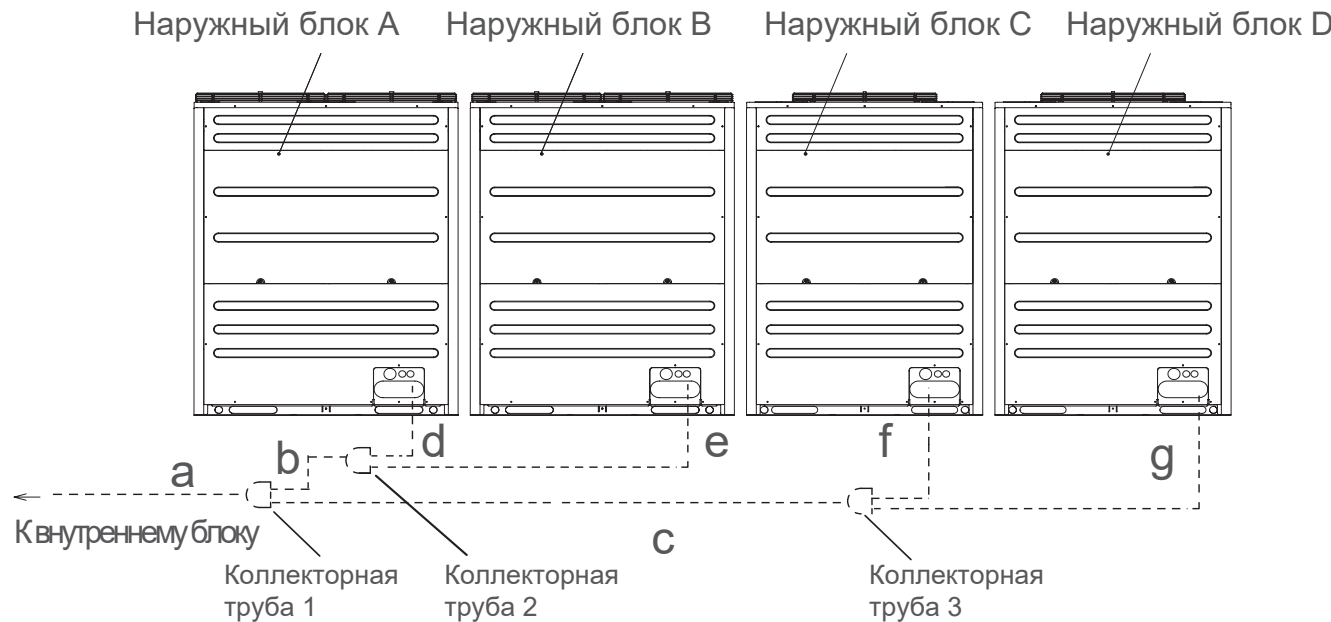 Наружный блок A
Наружный блок B
Наружный блок C
Наружный блок D
d
e
f
g
b
a
c
К внутреннему блоку
Коллекторная
труба 1
Коллекторная
труба 2
Коллекторная
труба 3